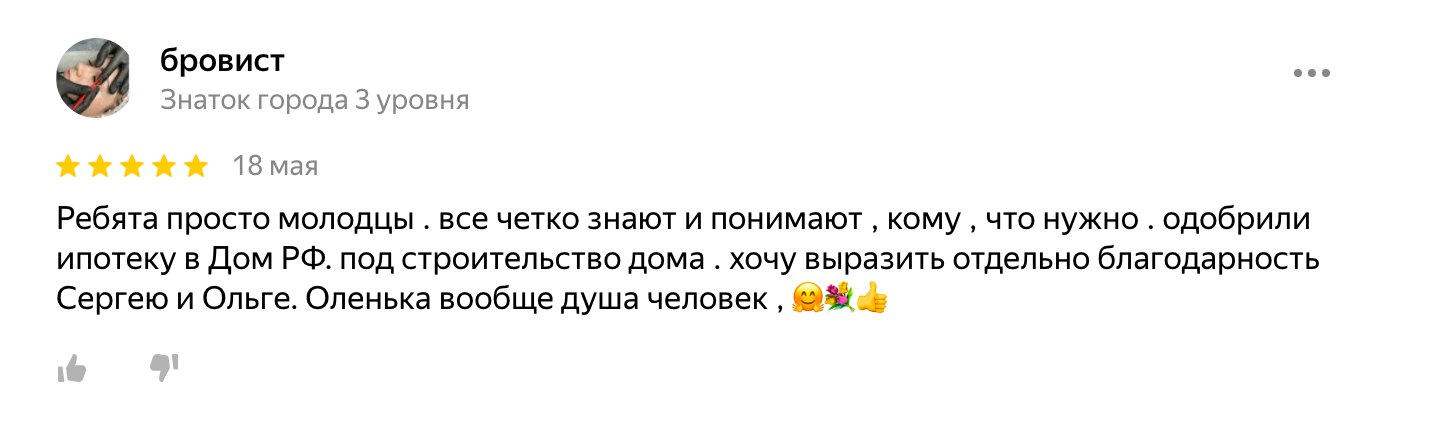 бровист
Знаток города 3 уровня
18 мая
Ребята просто молодцы . все четко знают и понимают , кому , что нужно . одобрили
ипотеку в Дом РФ. под строительство дома . хочу выразить отдельно благодарность
Сергею и Ольге. Оленька вообще душа человек , 🤗💐👍